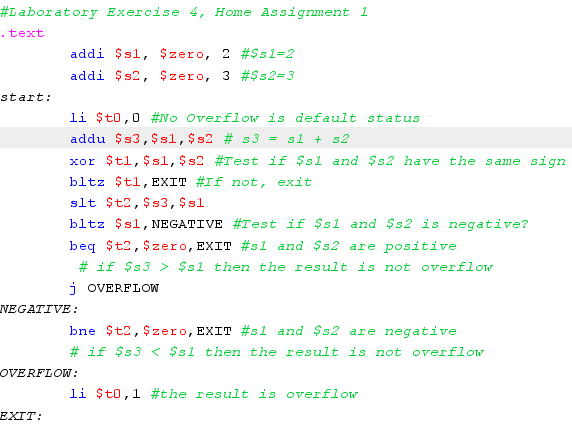 #Laboratory Exercise 4, Home Assignment 1
.text
addi $s1, $zero, 2 #$s1=2
addi $s2, $zero, 3 #$s2=3
start:
li $t0,0 #No Overflow is default status
addu $s3,$s1,$s2 # s3 = s1 + s2
xor $t1,$s1,$s2 #Test if $s1 and $s2 have the same sign
bltz $t1,EXIT #If not, exit
slt $t2,$s3,$s1
bltz $s1,NEGATIVE #Test if $s1 and $s2 is negative?
beq $t2,$zero,EXIT #s1 and $s2 are positive
# if $s3 > $s1 then the result is not overflow
j OVERFLOW
NEGATIVE:
bne $t2,$zero,EXIT #s1 and $s2 are negative
# if $s3 < $s1 then the result is not overflow
OVERFLOW:
li $t0,1 #the result is overflow
EXIT: